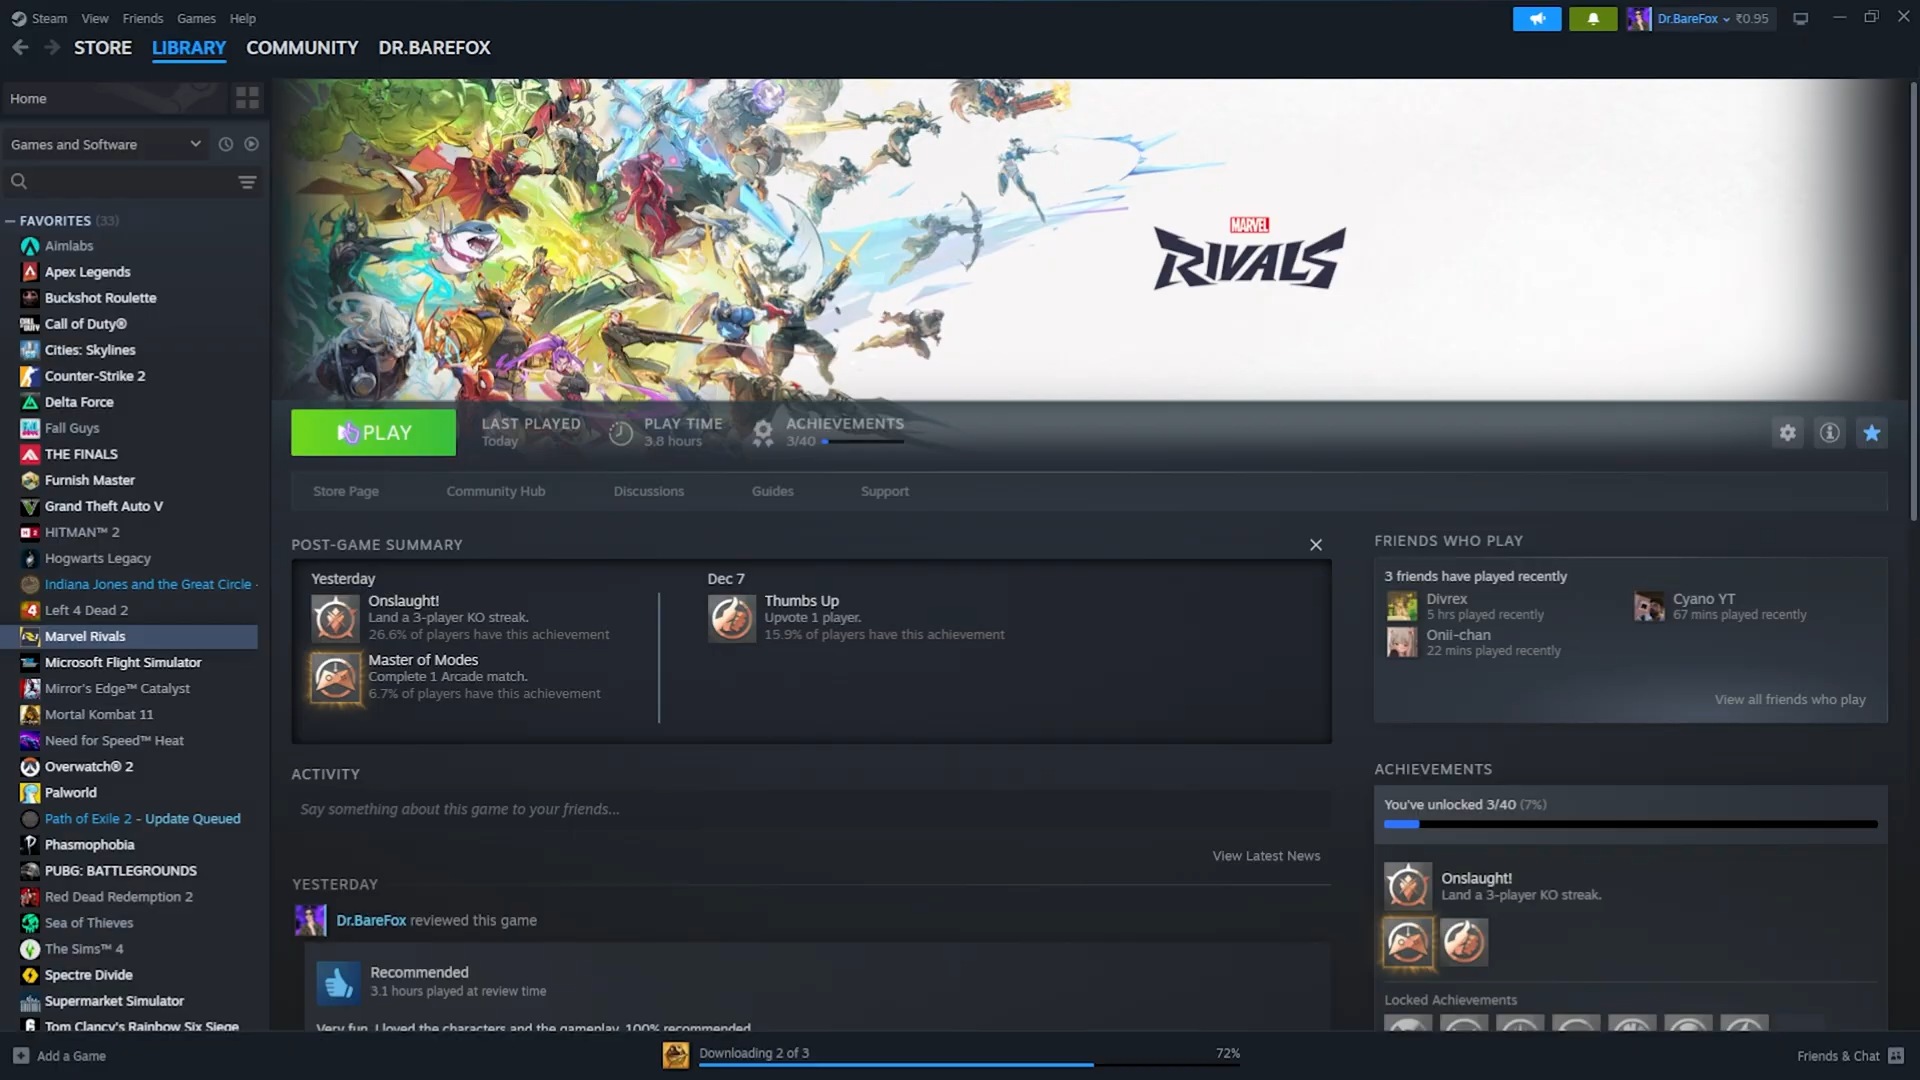 Steam View Friends Games Help
Dr.BareFox ₹0.95
STORE LIBRARY COMMUNITY DR.BAREFOX
Home
Games and Software
FAVORITES (33)
Aimlabs
Apex Legends
Buckshot Roulette
Call of Duty®
Cities: Skylines
Counter-Strike 2
Delta Force
Fall Guys
THE FINALS
Furnish Master
Grand Theft Auto V
HITMAN™ 2
Hogwarts Legacy
Indiana Jones and the Great Circle -
Left 4 Dead 2
Marvel Rivals
Microsoft Flight Simulator
Mirror's Edge™ Catalyst
Mortal Kombat 11
Need for Speed™ Heat
Overwatch® 2
Palworld
Path of Exile 2 - Update Queued
Phasmophobia
PUBG: BATTLEGROUNDS
Red Dead Redemption 2
Sea of Thieves
The Sims™ 4
Spectre Divide
Supermarket Simulator
Tom Clancy's Rainbow Six Siege
MARVEL
RIVALS
PLAY
LAST PLAYED
Today
PLAY TIME
3.8 hours
ACHIEVEMENTS
3/40
Store Page Community Hub Discussions Guides Support
POST-GAME SUMMARY
Yesterday
Onslaught!
Land a 3-player KO streak.
26.6% of players have this achievement
Master of Modes
Complete 1 Arcade match.
6.7% of players have this achievement
Dec 7
Thumbs Up
Upvote 1 player.
15.9% of players have this achievement
ACTIVITY
Say something about this game to your friends...
View Latest News
YESTERDAY
Dr.BareFox reviewed this game
Recommended
3.1 hours played at review time
Very fun. I loved the characters and the gameplay. 100% recommended
FRIENDS WHO PLAY
3 friends have played recently
Divrex
5 hrs played recently
Cyano YT
67 mins played recently
Onii-chan
22 mins played recently
View all friends who play
ACHIEVEMENTS
You've unlocked 3/40 (7%)
Onslaught!
Land a 3-player KO streak.
Locked Achievements
Add a Game
Downloading 2 of 3 72%
Friends & Chat